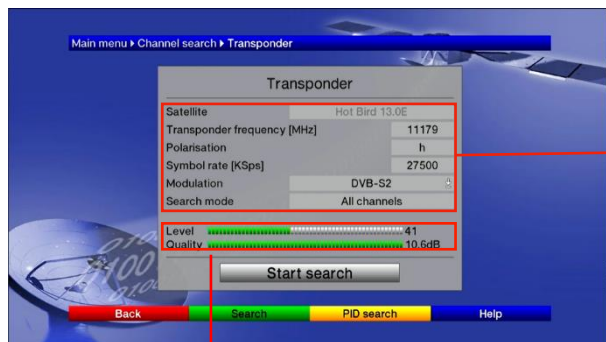 Main menu ▸ Channel search ▸ Transponder
Transponder
Satellite Hot Bird 13.0E
Transponder frequency [MHz] 11179
Polarisation h
Symbol rate [KSps] 27500
Modulation DVB-S2
Search mode All channels
Level 41
Quality 10.6dB
Start search
Back Search PID search Help